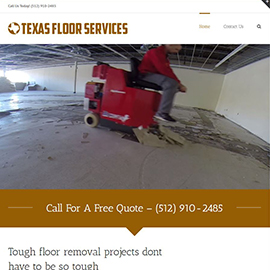 Call Us Today! (512) 910-2485
TEXAS FLOOR SERVICES
Home
Contact Us
Call For A Free Quote – (512) 910-2485
Tough floor removal projects dont
have to be so tough